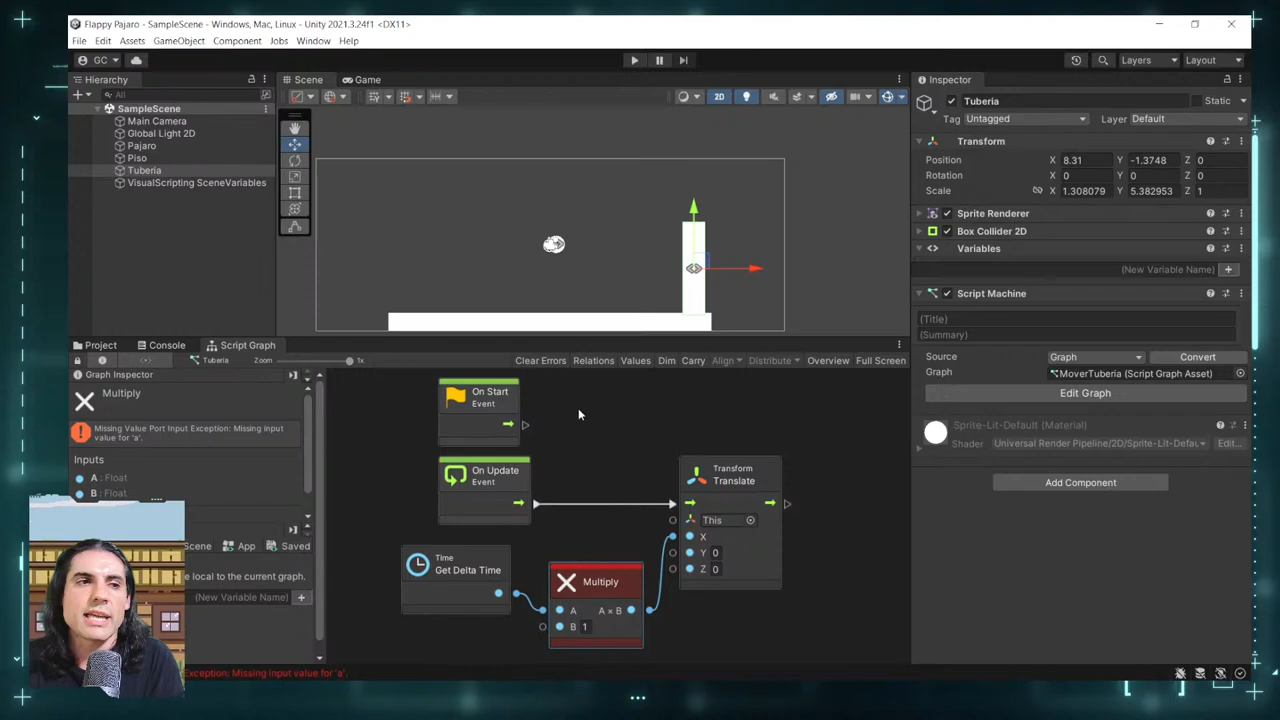 Flappy Pajaro - SampleScene - Windows, Mac, Linux - Unity 2021.3.24f1 <DX11>
File Edit Assets GameObject Component Jobs Window Help
GC Layers Layout
Hierarchy
All
SampleScene
Main Camera
Global Light 2D
Pajaro
Piso
Tuberia
VisualScripting SceneVariables
Scene Game
2D
Inspector
Tuberia Static
Tag Untagged Layer Default
Transform
Position X 8.31 Y -1.3748 Z 0
Rotation X 0 Y 0 Z 0
Scale X 1.308079 Y 5.382953 Z 1
Sprite Renderer
Box Collider 2D
Variables
(New Variable Name)
Script Machine
(Title)
(Summary)
Source Graph Convert
Graph MoverTuberia (Script Graph Asset)
Edit Graph
Sprite-Lit-Default (Material)
Shader Universal Render Pipeline/2D/Sprite-Lit-Defau Edit...
Add Component
Project Console Script Graph
Tuberia Zoom 1x Clear Errors Relations Values Dim Carry Align Distribute Overview Full Screen
Graph Inspector
Multiply
Missing Value Port Input Exception: Missing input
value for 'a'.
Inputs
A : Float
B : Float
Scene App Saved
local to the current graph.
(New Variable Name)
On Start
Event
On Update
Event
Time
Get Delta Time
Multiply
A A × B
B 1
Transform
Translate
This
X
Y 0
Z 0
Exception: Missing input value for 'a'.